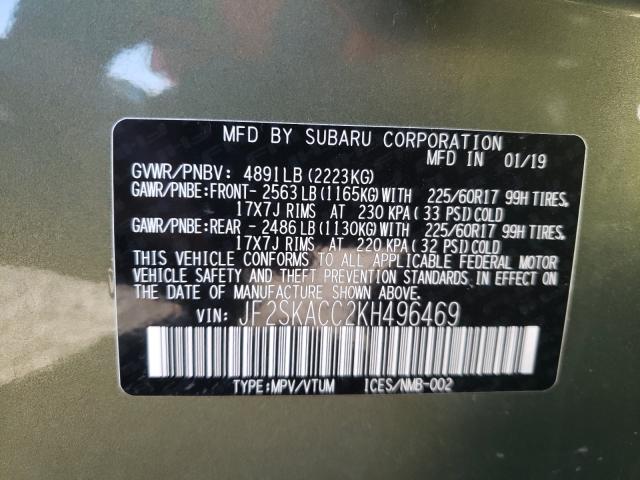 MFD BY SUBARU CORPORATION
MFD IN 01/19
GVWR/PNBV: 4891LB(2223KG)
GAWR/PNBE:FRONT- 2563LB(1165KG)WITH 225/60R17 99H TIRES,
17X7J RIMS AT 230 KPA(33 PSI)COLD
GAWR/PNBE:REAR - 2486LB(1130KG)WITH 225/60R17 99H TIRES,
17X7J RIMS AT 220 KPA(32 PSI)COLD
THIS VEHICLE CONFORMS TO ALL APPLICABLE FEDERAL MOTOR
VEHICLE SAFETY AND THEFT PREVENTION STANDARDS IN EFFECT ON
THE DATE OF MANUFACTURE SHOWN ABOVE.
VIN: JF2SKACC2KH496469
TYPE:MPV/VTUM ICES/NMB-002